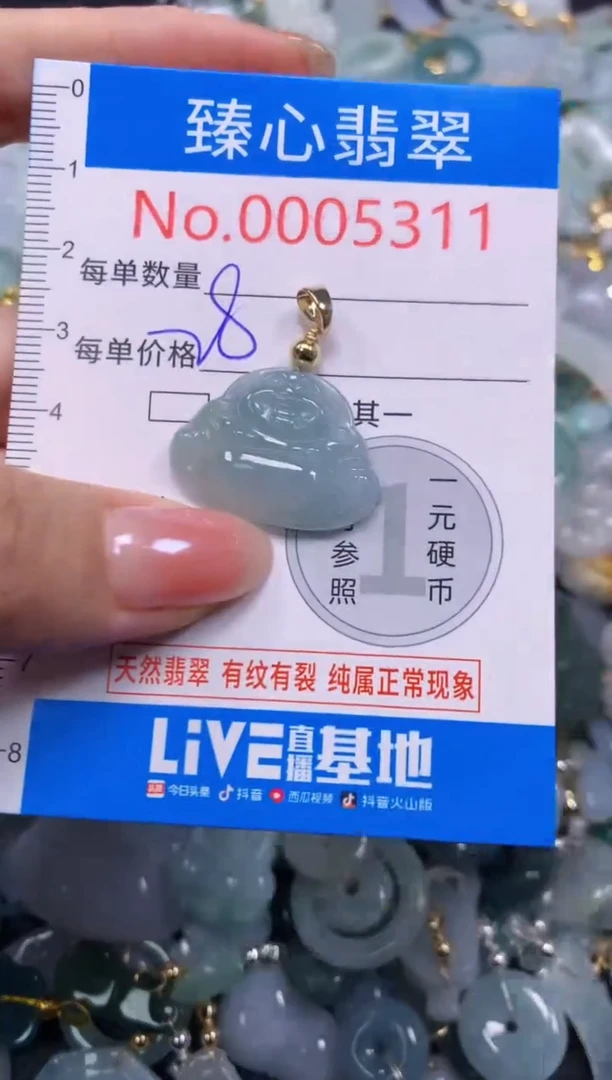 0
臻心翡翠
1
No.0005311
2
每单数量
3
每单价格 28
4
其一
一元硬币
1
参照
天然翡翠 有纹有裂 纯属正常现象
LiVE直播基地
8
头条 今日头条 抖音 西瓜视频 抖音火山版